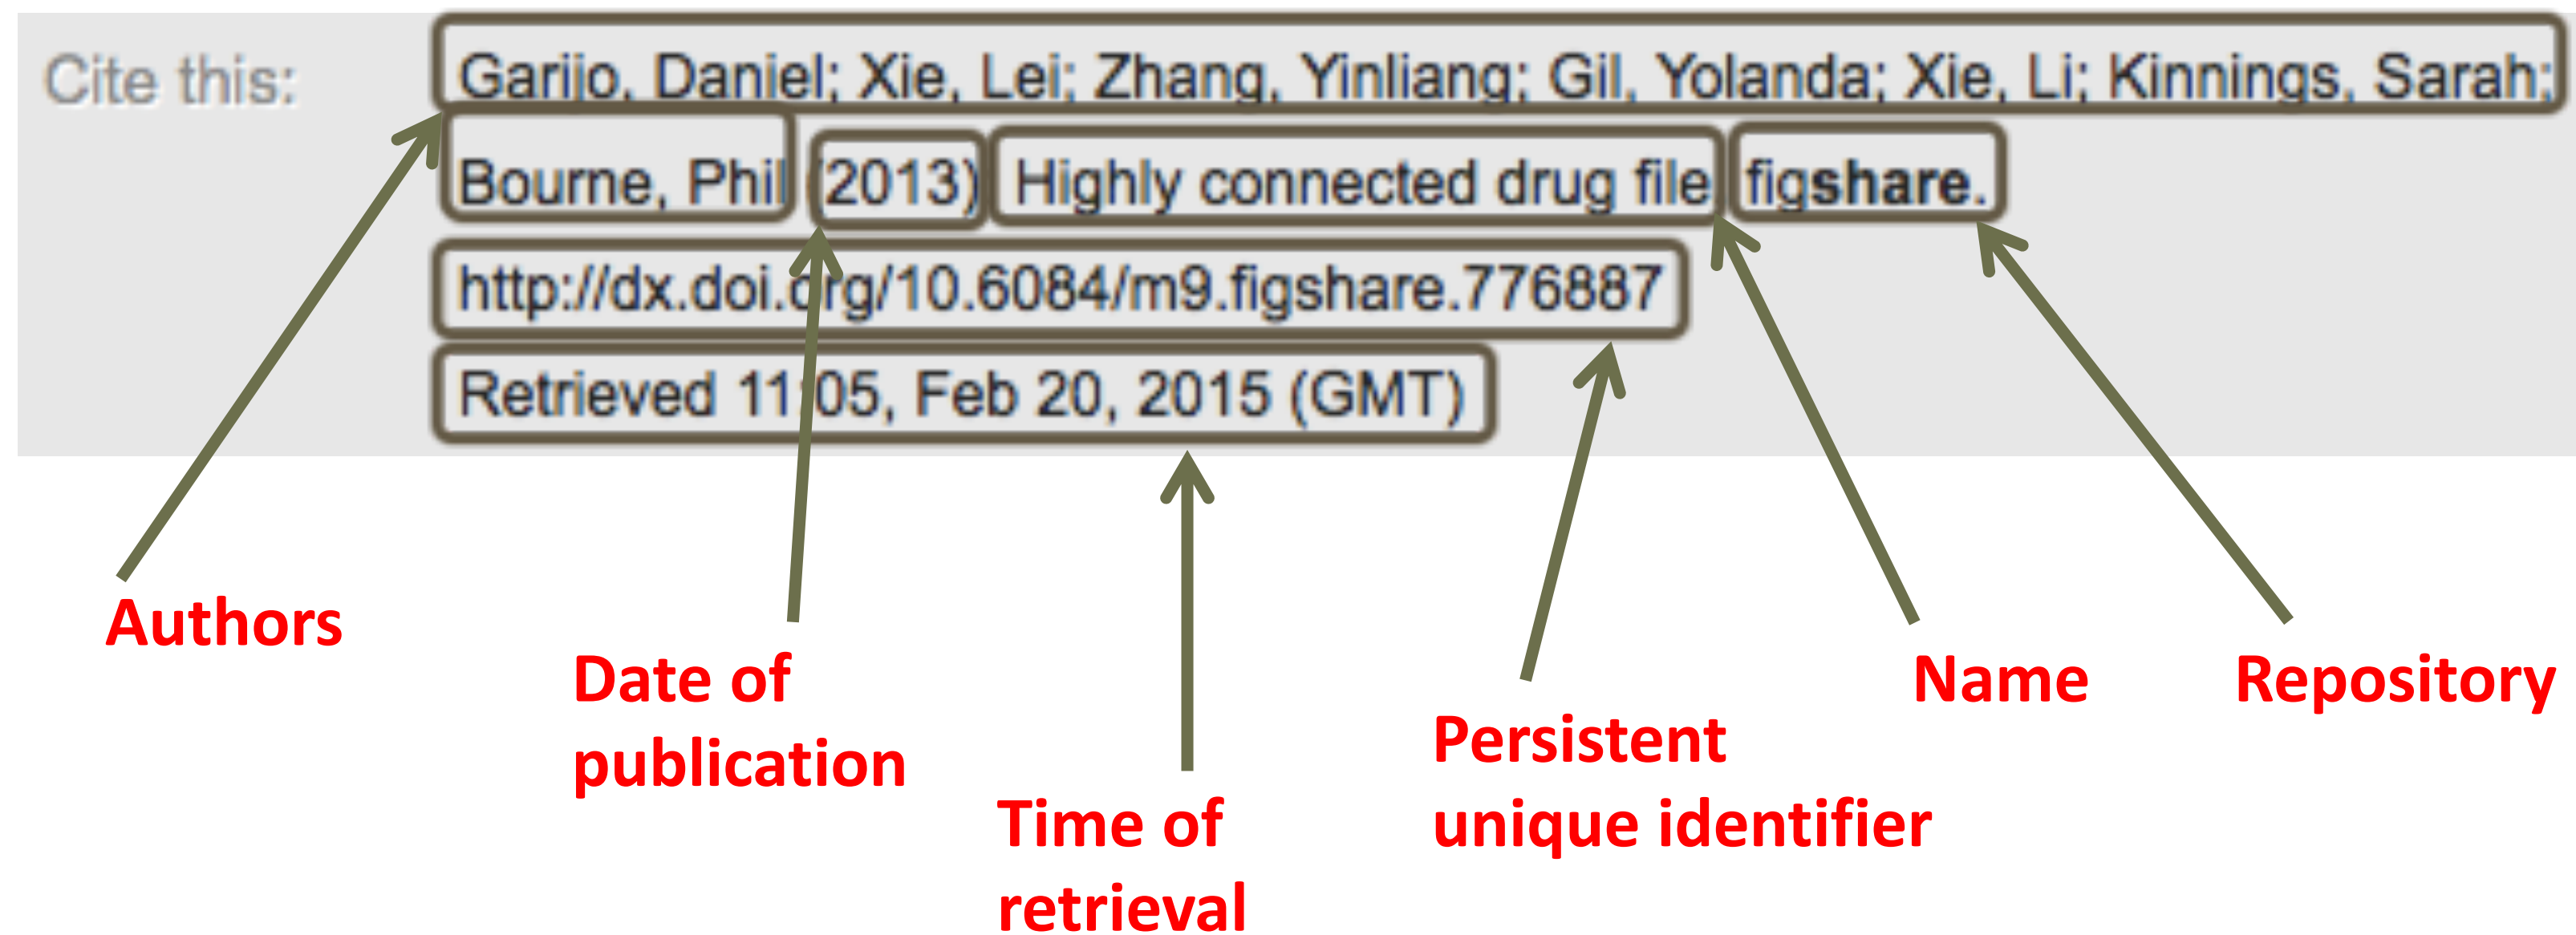 Cite this:
Garijo, Daniel; Xie, Lei; Zhang, Yinliang; Gil, Yolanda; Xie, Li; Kinnings, Sarah;
Bourne, Phil (2013) Highly connected drug file. figshare.
http://dx.doi.org/10.6084/m9.figshare.776887
Retrieved 11:05, Feb 20, 2015 (GMT)
Authors
Date of
publication
Time of
retrieval
Persistent
unique identifier
Name
Repository